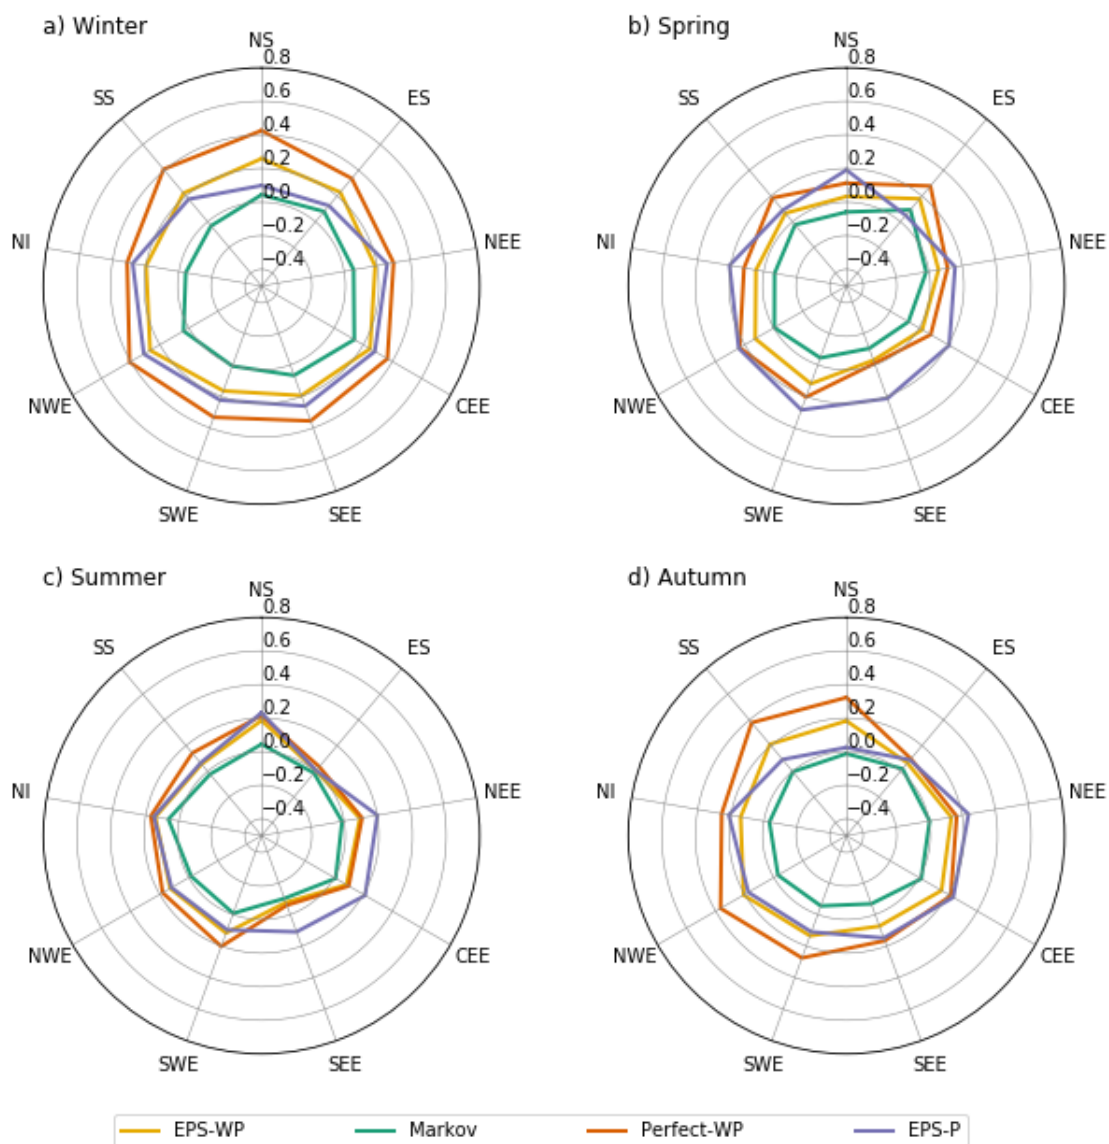 a) Winter
b) Spring
NS
NS
0.8
0.8
SS
ES
SS
ES
0.6
0.6
0.4
0.4
0.2
0.2
0.0
0.0
NI
NEE
NI
NEE
−0.2
−0.2
−0.4
−0.4
NWE
CEE
NWE
CEE
SWE
SEE
SWE
SEE
c) Summer
d) Autumn
NS
NS
0.8
0.8
SS
ES
SS
ES
0.6
0.6
0.4
0.4
0.2
0.2
0.0
0.0
NI
NEE
NI
NEE
−0.2
−0.2
−0.4
−0.4
NWE
CEE
NWE
CEE
SWE
SEE
SWE
SEE
EPS-WP Markov Perfect-WP EPS-P